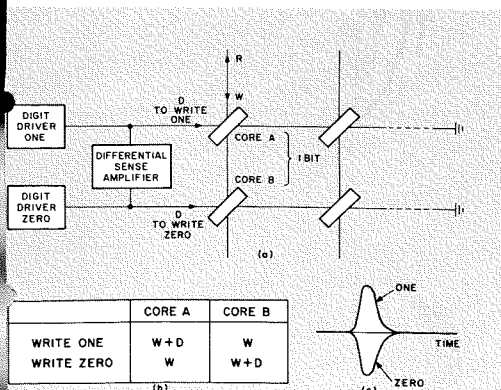 R
W
DIGIT
DRIVER
ONE
D
TO WRITE
ONE
CORE A
DIFFERENTIAL
SENSE
AMPLIFIER
1 BIT
CORE B
DIGIT
DRIVER
ZERO
D
TO WRITE
ZERO
(a)
CORE A CORE B
WRITE ONE W+D W
WRITE ZERO W W+D
(b)
ONE
TIME
ZERO
(c)